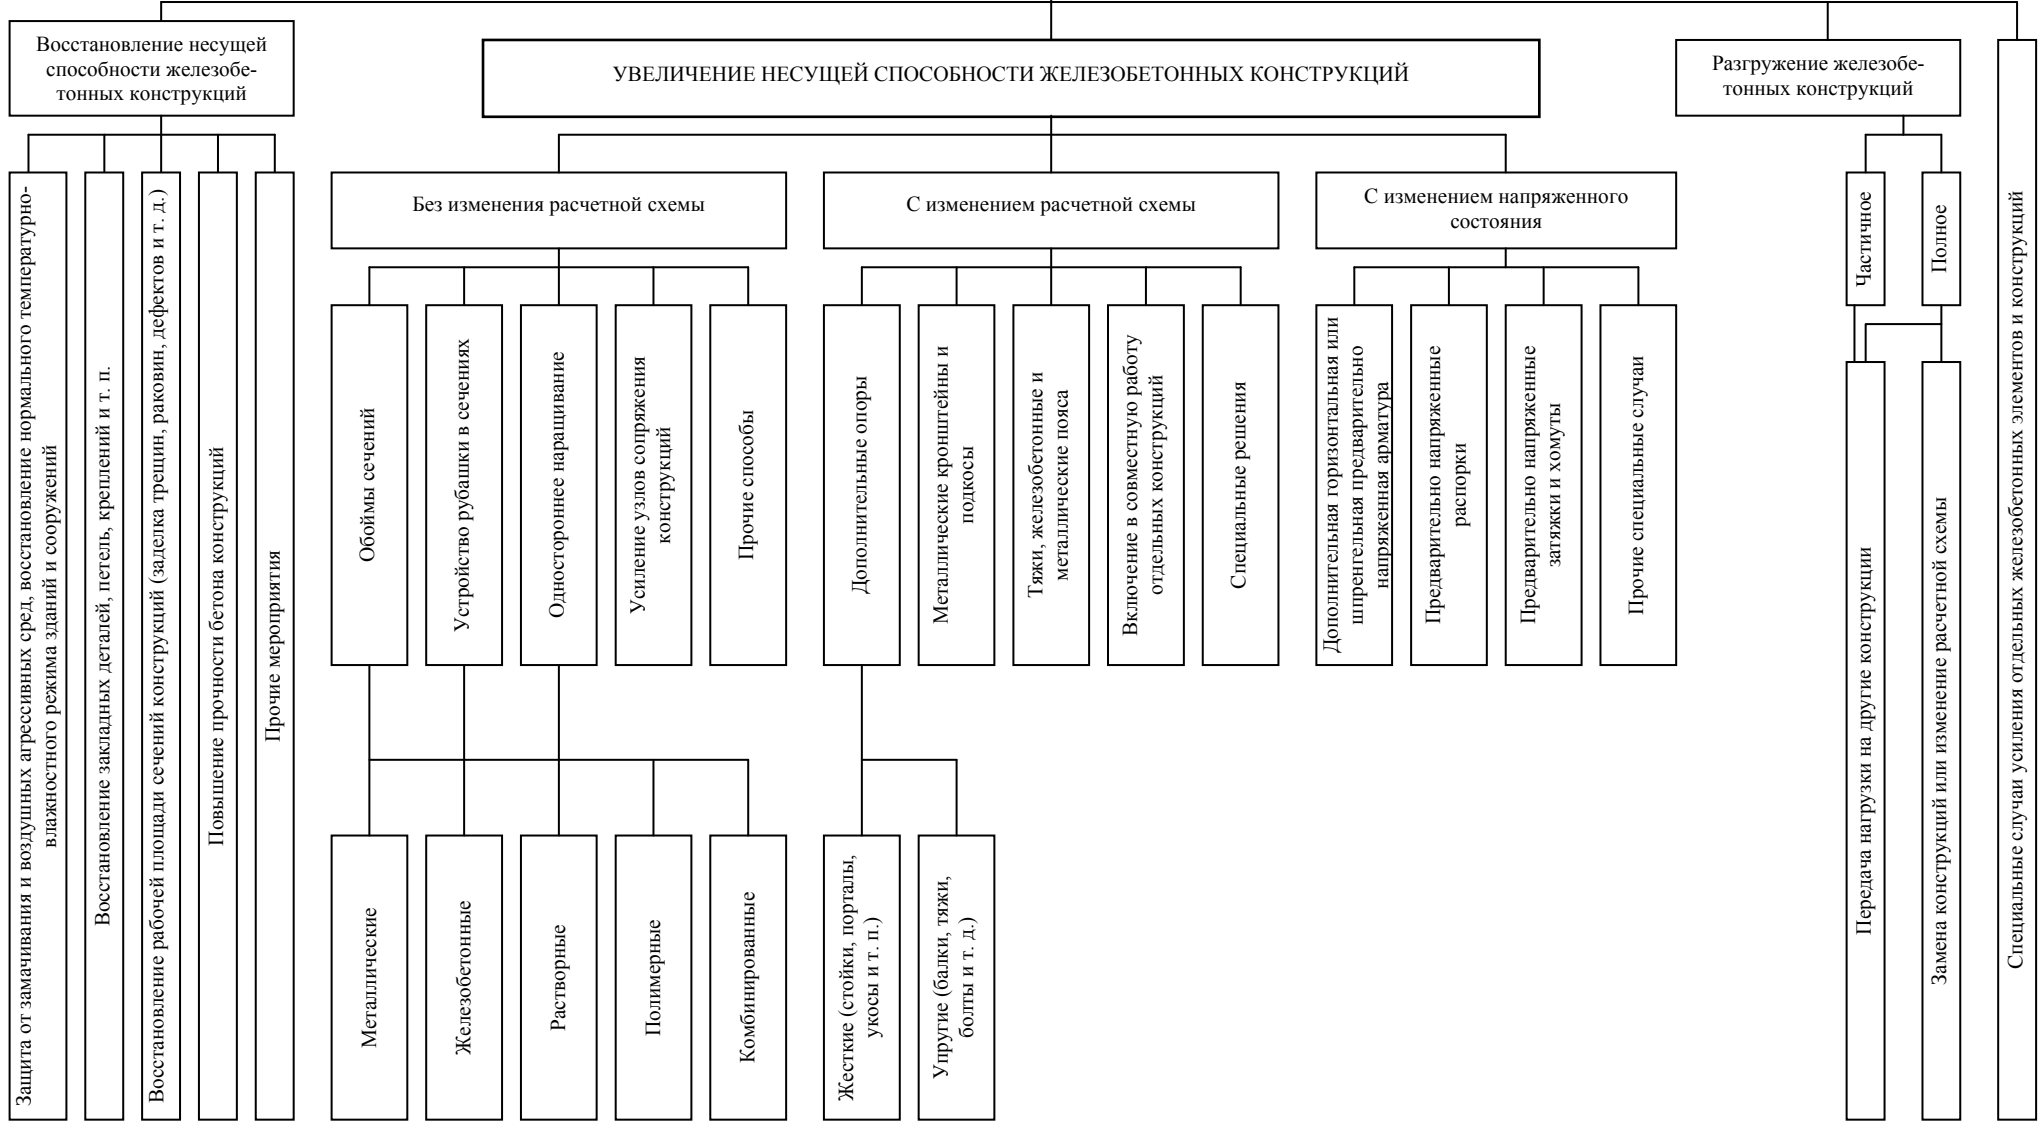 Восстановление несущей
способности железобе-
тонных конструкций
УВЕЛИЧЕНИЕ НЕСУЩЕЙ СПОСОБНОСТИ ЖЕЛЕЗОБЕТОННЫХ КОНСТРУКЦИЙ
Разгружение железобе-
тонных конструкций
Защита от замачивания и воздушных агрессивных сред, восстановление нормального температурно-
влажностного режима зданий и сооружений
Восстановление закладных деталей, петель, креплений и т. п.
Восстановление рабочей площади сечений конструкций (заделка трещин, раковин, дефектов и т. д.)
Повышение прочности бетона конструкций
Прочие мероприятия
Без изменения расчетной схемы
С изменением расчетной схемы
С изменением напряженного
состояния
Частичное
Полное
Специальные случаи усиления отдельных железобетонных элементов и конструкций
Обоймы сечений
Устройство рубашки в сечениях
Одностороннее наращивание
Усиление узлов сопряжения
конструкций
Прочие способы
Дополнительные опоры
Металлические кронштейны и
подкосы
Тяжи, железобетонные и
металлические пояса
Включение в совместную работу
отдельных конструкций
Специальные решения
Дополнительная горизонтальная или
шпренгельная предварительно
напряженная арматура
Предварительно напряженные
распорки
Предварительно напряженные
затяжки и хомуты
Прочие специальные случаи
Передача нагрузки на другие конструкции
Замена конструкций или изменение расчетной схемы
Металлические
Железобетонные
Растворные
Полимерные
Комбинированные
Жесткие (стойки, порталы,
укосы и т. п.)
Упругие (балки, тяжи,
болты и т. д.)